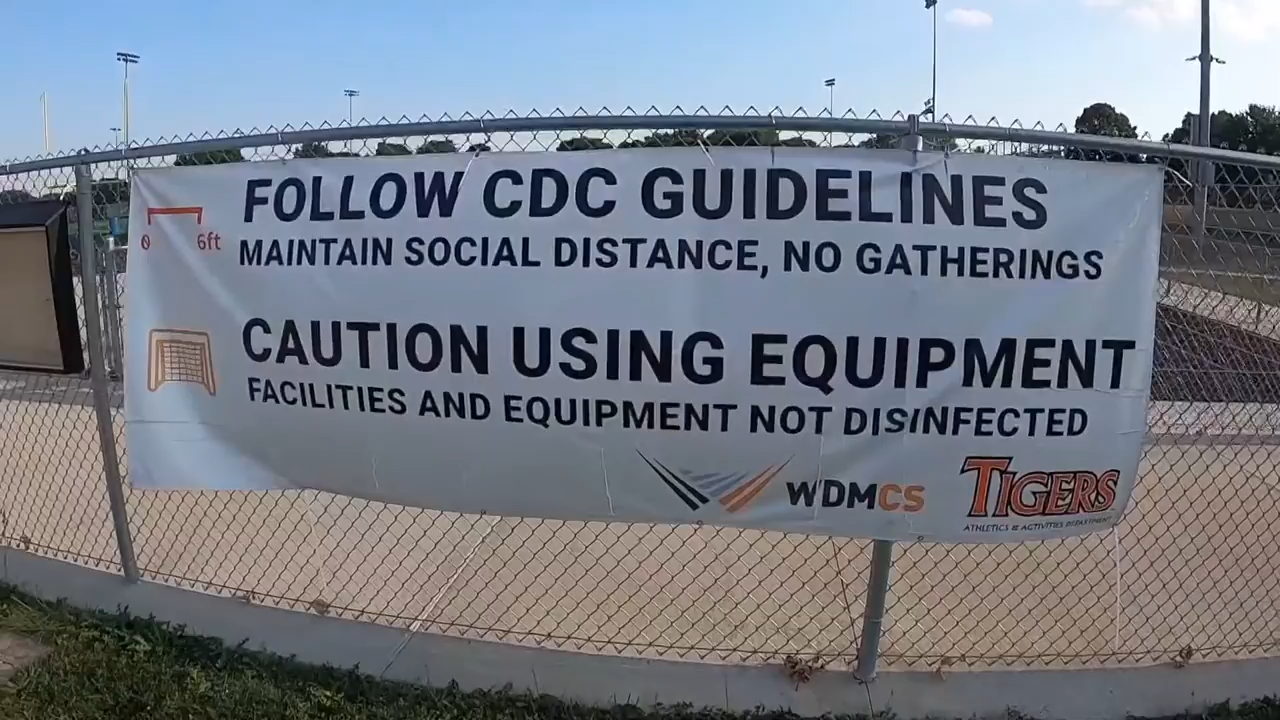 FOLLOW CDC GUIDELINES
0 6ft
MAINTAIN SOCIAL DISTANCE, NO GATHERINGS
CAUTION USING EQUIPMENT
FACILITIES AND EQUIPMENT NOT DISINFECTED
WDMCS
TIGERS
ATHLETICS & ACTIVITIES DEPARTMENT